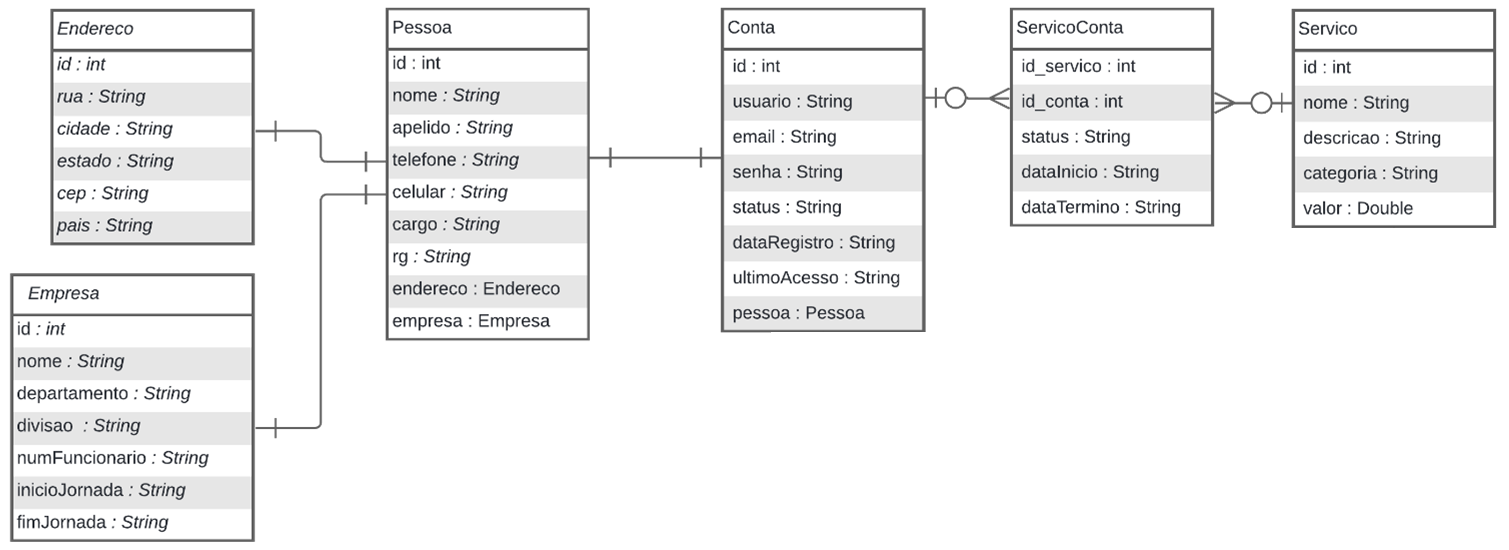 Endereco
id : int
rua : String
cidade : String
estado : String
cep : String
pais : String
Empresa
id : int
nome : String
departamento : String
divisao : String
numFuncionario : String
inicioJornada : String
fimJornada : String
Pessoa
id : int
nome : String
apelido : String
telefone : String
celular : String
cargo : String
rg : String
endereco : Endereco
empresa : Empresa
Conta
id : int
usuario : String
email : String
senha : String
status : String
dataRegistro : String
ultimoAcesso : String
pessoa : Pessoa
ServicoConta
id_servico : int
id_conta : int
status : String
dataInicio : String
dataTermino : String
Servico
id : int
nome : String
descricao : String
categoria : String
valor : Double